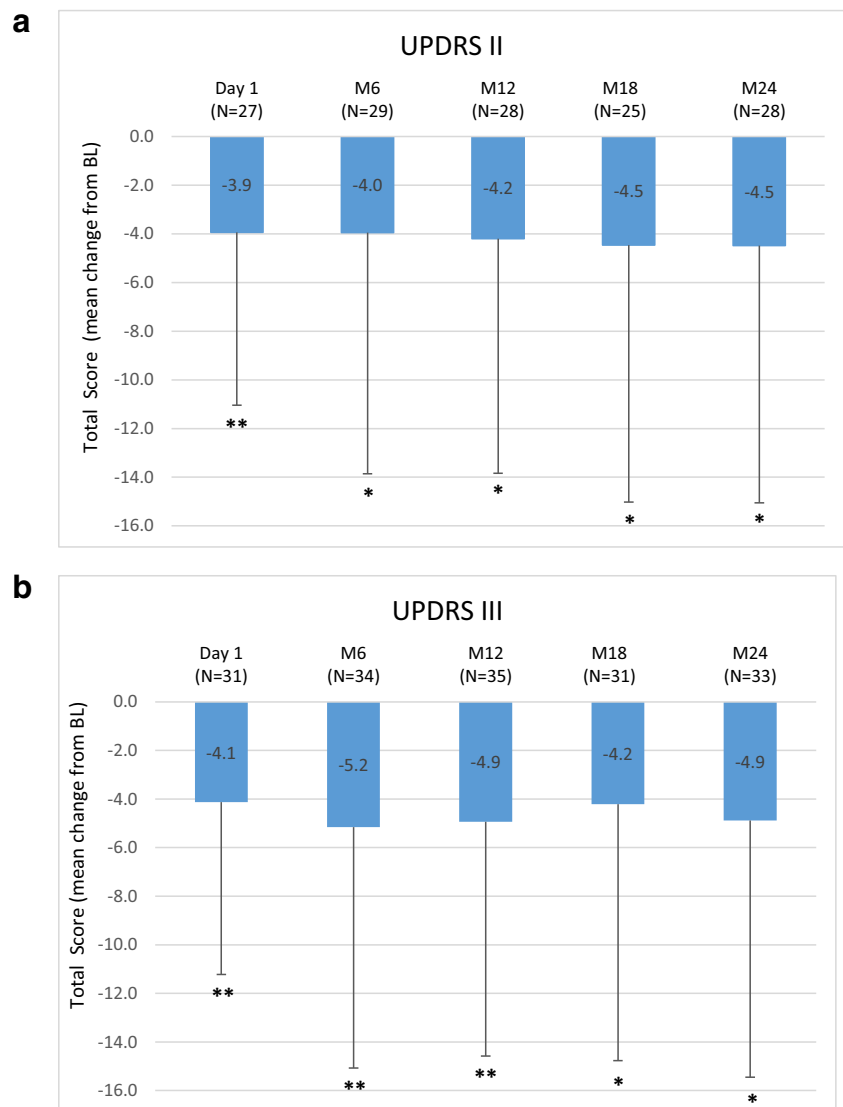 a
UPDRS II
Day 1 M6 M12 M18 M24
(N=27) (N=29) (N=28) (N=25) (N=28)
Total Score (mean change from BL)
0.0
-2.0
-4.0
-6.0
-8.0
-10.0
-12.0
-14.0
-16.0
-3.9 -4.0 -4.2 -4.5 -4.5
** * * * *
b
UPDRS III
Day 1 M6 M12 M18 M24
(N=31) (N=34) (N=35) (N=31) (N=33)
Total Score (mean change from BL)
0.0
-2.0
-4.0
-6.0
-8.0
-10.0
-12.0
-14.0
-16.0
-4.1 -5.2 -4.9 -4.2 -4.9
** ** ** * *